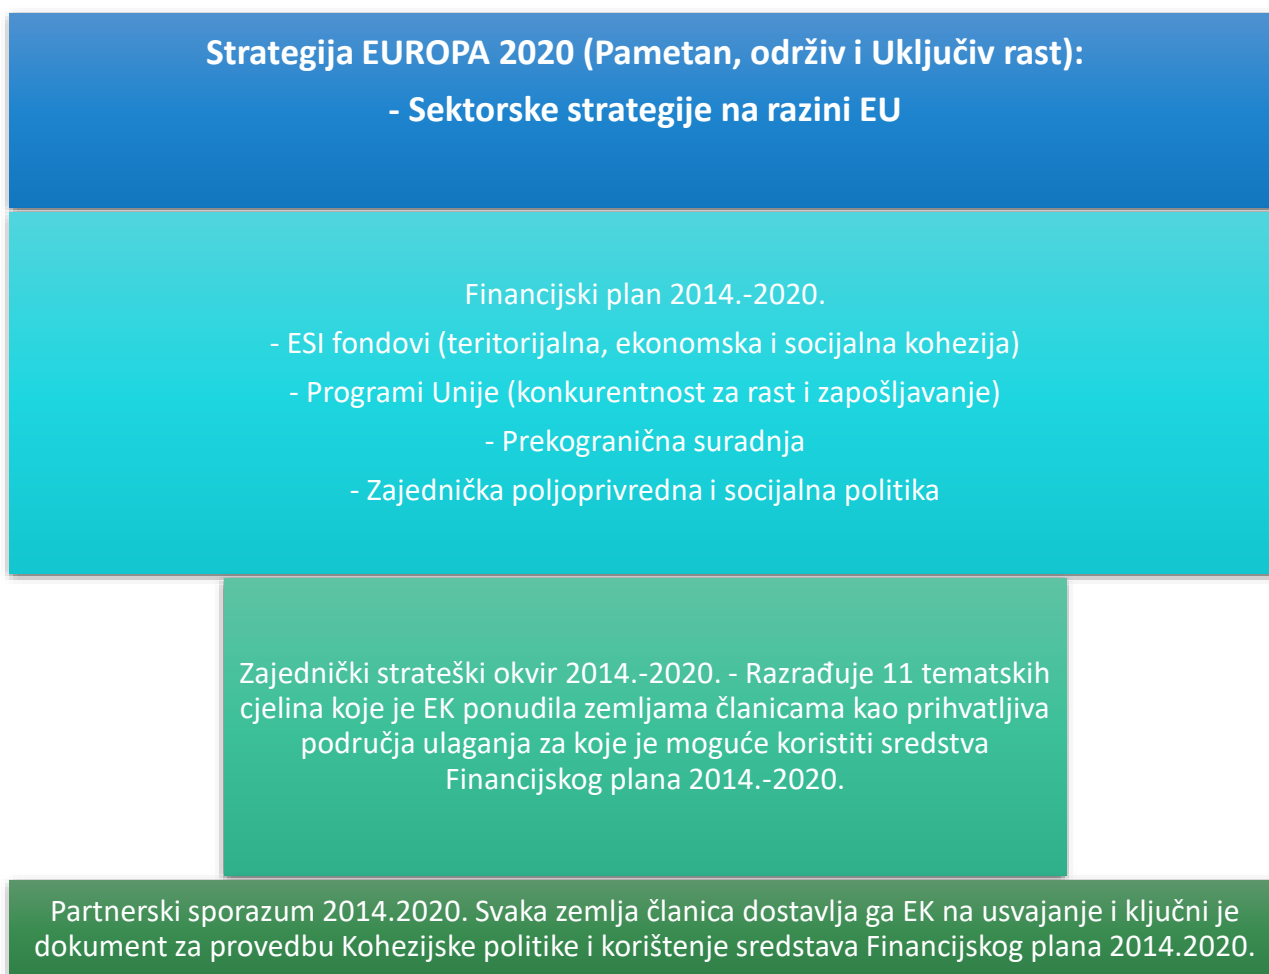 Strategija EUROPA 2020 (Pametan, održiv i Uključiv rast):
- Sektorske strategije na razini EU
Financijski plan 2014.-2020.
- ESI fondovi (teritorijalna, ekonomska i socijalna kohezija)
- Programi Unije (konkurentnost za rast i zapošljavanje)
- Prekogranična suradnja
- Zajednička poljoprivredna i socijalna politika
Zajednički strateški okvir 2014.-2020. - Razrađuje 11 tematskih
cjelina koje je EK ponudila zemljama članicama kao prihvatljiva
područja ulaganja za koje je moguće koristiti sredstva
Financijskog plana 2014.-2020.
Partnerski sporazum 2014.2020. Svaka zemlja članica dostavlja ga EK na usvajanje i ključni je
dokument za provedbu Kohezijske politike i korištenje sredstava Financijskog plana 2014.2020.